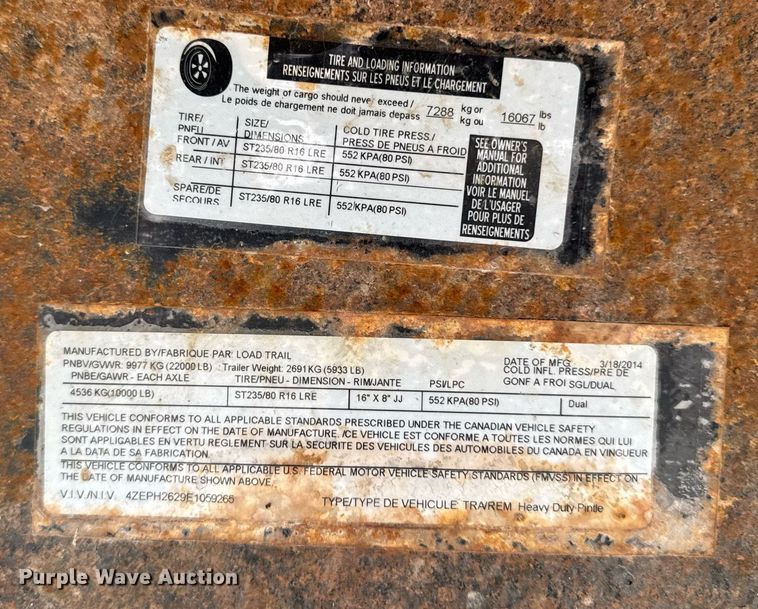 TIRE AND LOADING INFORMATION
RENSEIGNEMENTS SUR LES PNEUS ET LE CHARGEMENT
The weight of cargo should never exceed / 7288 kg or 16067 lbs
Le poids de chargement ne doit jamais depass kg ou lb
TIRE/ SIZE/ COLD TIRE PRESS./
PNEU DIMENSIONS PRESS DE PNEUS A FROID
FRONT / AV ST235/80 R16 LRE 552 KPA(80 PSI)
REAR / INT ST235/80 R16 LRE 552 KPA(80 PSI)
SPARE/DE SECOURS ST235/80 R16 LRE 552 KPA(80 PSI)
SEE OWNER'S
MANUAL FOR
ADDITIONAL
INFORMATION
VOIR LE MANUEL
DE L'USAGER
POUR PLUS DE
RENSEIGNEMENTS
MANUFACTURED BY/FABRIQUE PAR: LOAD TRAIL DATE OF MFG 3/18/2014
PNBV/GVWR: 9977 KG (22000 LB) Trailer Weight: 2691 KG (5933 LB) COLD INFL. PRESS/PRE DE
PNBE/GAWR - EACH AXLE TIRE/PNEU - DIMENSION - RIM/JANTE PSI/LPC GONF A FROI SGL/DUAL
4536 KG(10000 LB) ST235/80 R16 LRE 16" X 8" JJ 552 KPA(80 PSI) Dual
THIS VEHICLE CONFORMS TO ALL APPLICABLE STANDARDS PRESCRIBED UNDER THE CANADIAN VEHICLE SAFETY
REGULATIONS IN EFFECT ON THE DATE OF MANUFACTURE. /CE VEHICLE EST CONFORME A TOUTES LES NORMES QUI LUI
SONT APPLICABLES EN VERTU REGLEMENT SUR LA SECURITE DES VEHICULES DES AUTOMOBILES DU CANADA EN VINGUEUR
A LA DATA DE SA FABRICATION.
THIS VEHICLE CONFORMS TO ALL APPLICABLE U.S. FEDERAL MOTOR VEHICLE SAFETY STANDARDS (FMVSS) IN EFFECT ON
THE DATE OF MANUFACTURE SHOWN ABOVE.
V.I.V./N.I.V. 4ZEPH2629E1059265 TYPE/TYPE DE VEHICULE: TRA/REM Heavy Duty Pintle
Purple Wave Auction